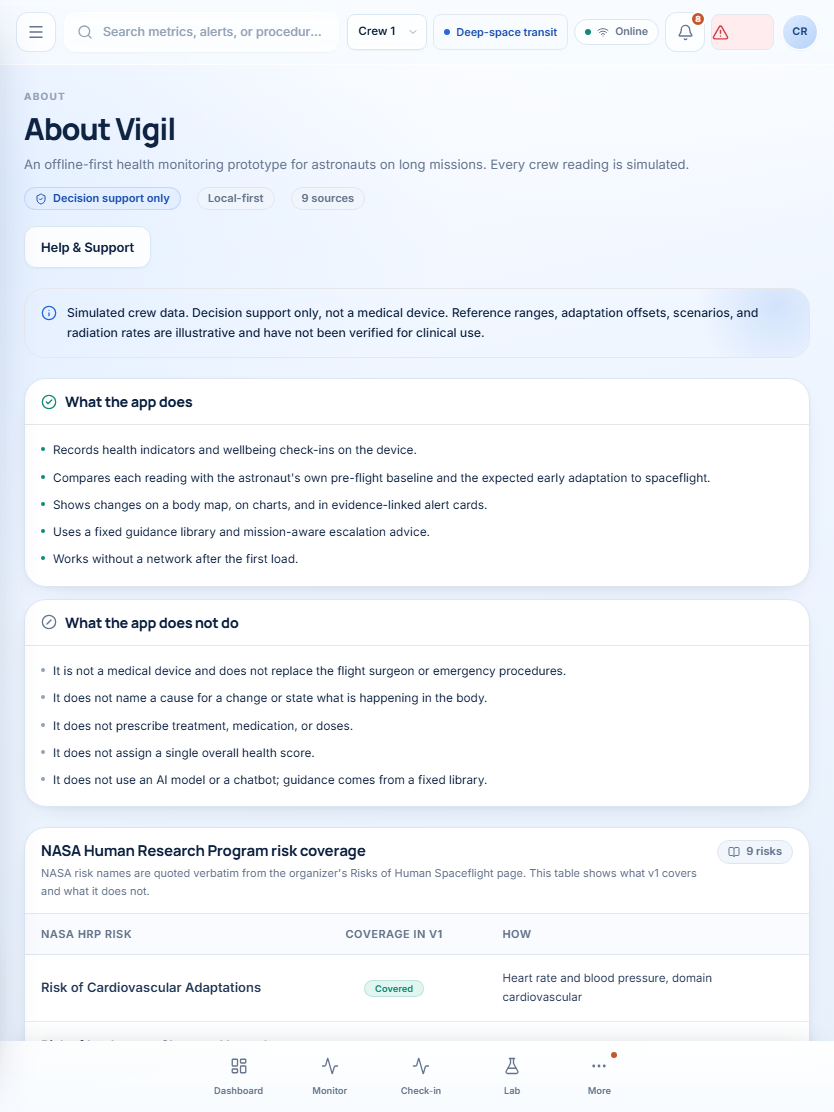 Search metrics, alerts, or procedur...
Crew 1
Deep-space transit
Online
8
CR
ABOUT
About Vigil
An offline-first health monitoring prototype for astronauts on long missions. Every crew reading is simulated.
Decision support only
Local-first
9 sources
Help & Support
Simulated crew data. Decision support only, not a medical device. Reference ranges, adaptation offsets, scenarios, and
radiation rates are illustrative and have not been verified for clinical use.
What the app does
Records health indicators and wellbeing check-ins on the device.
Compares each reading with the astronaut's own pre-flight baseline and the expected early adaptation to spaceflight.
Shows changes on a body map, on charts, and in evidence-linked alert cards.
Uses a fixed guidance library and mission-aware escalation advice.
Works without a network after the first load.
What the app does not do
It is not a medical device and does not replace the flight surgeon or emergency procedures.
It does not name a cause for a change or state what is happening in the body.
It does not prescribe treatment, medication, or doses.
It does not assign a single overall health score.
It does not use an AI model or a chatbot; guidance comes from a fixed library.
NASA Human Research Program risk coverage
9 risks
NASA risk names are quoted verbatim from the organizer's Risks of Human Spaceflight page. This table shows what v1 covers
and what it does not.
NASA HRP RISK
COVERAGE IN V1
HOW
Risk of Cardiovascular Adaptations
Covered
Heart rate and blood pressure, domain
cardiovascular
Dashboard
Monitor
Check-in
Lab
More